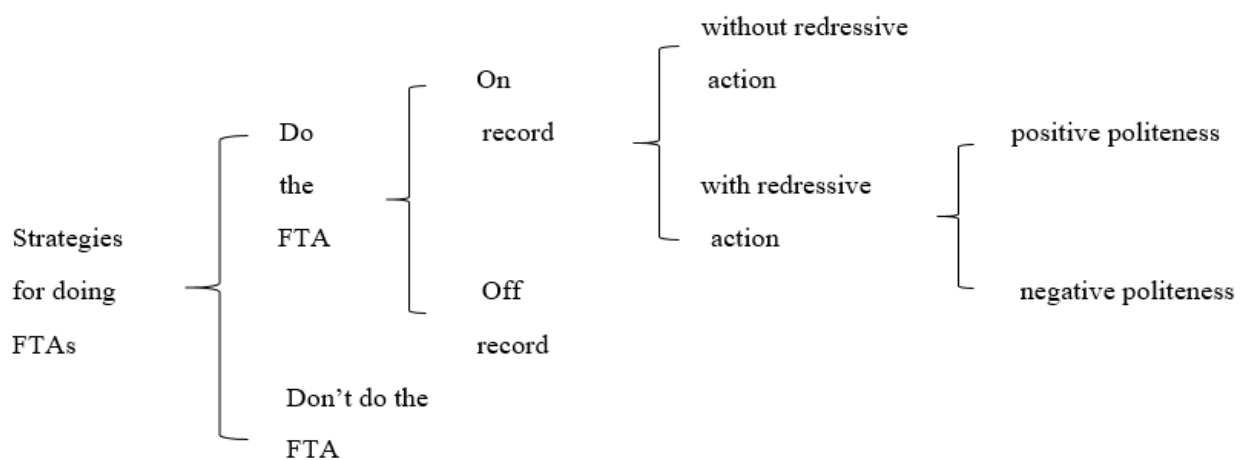 without redressive
action
On
record
Do
the
FTA
positive politeness
with redressive
action
Strategies
for doing
FTAs
Off
record
negative politeness
Don’t do the
FTA